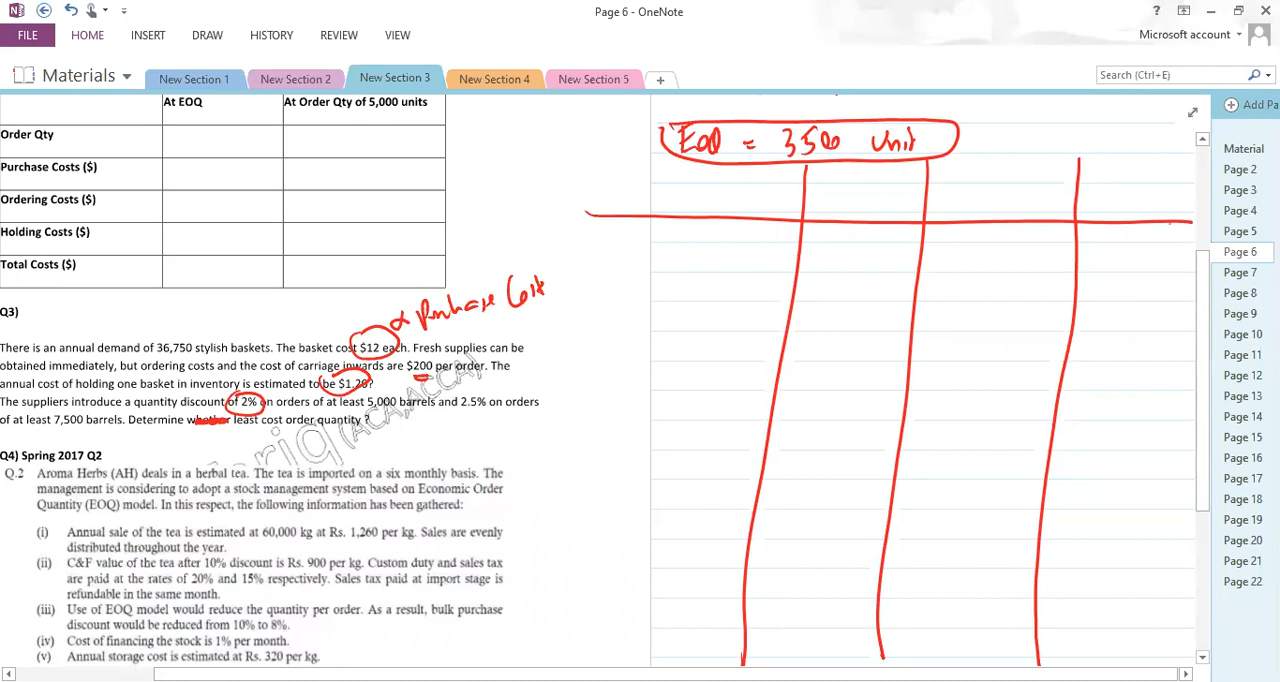 Page 6 - OneNote
?
Microsoft account
FILE HOME INSERT DRAW HISTORY REVIEW VIEW
Materials New Section 1 New Section 2 New Section 3 New Section 4 New Section 5 +
Search (Ctrl+E)
Add Pa
Material
Page 2
Page 3
Page 4
Page 5
Page 6
Page 7
Page 8
Page 9
Page 10
Page 11
Page 12
Page 13
Page 14
Page 15
Page 16
Page 17
Page 18
Page 19
Page 20
Page 21
Page 22
At EOQ At Order Qty of 5,000 units
Order Qty
Purchase Costs ($)
Ordering Costs ($)
Holding Costs ($)
Total Costs ($)
EOQ = 3500 unit
∝ Purchase Cost
Q3)
There is an annual demand of 36,750 stylish baskets. The basket cost $12 each. Fresh supplies can be
obtained immediately, but ordering costs and the cost of carriage inwards are $200 per order. The
annual cost of holding one basket in inventory is estimated to be $1.20?
The suppliers introduce a quantity discount of 2% on orders of at least 5,000 barrels and 2.5% on orders
of at least 7,500 barrels. Determine whether least cost order quantity ?
(ACA,ACCA)
Q4) Spring 2017 Q2
Q.2 Aroma Herbs (AH) deals in a herbal tea. The tea is imported on a six monthly basis. The
management is considering to adopt a stock management system based on Economic Order
Quantity (EOQ) model. In this respect, the following information has been gathered:
(i) Annual sale of the tea is estimated at 60,000 kg at Rs. 1,260 per kg. Sales are evenly
distributed throughout the year.
(ii) C&F value of the tea after 10% discount is Rs. 900 per kg. Custom duty and sales tax
are paid at the rates of 20% and 15% respectively. Sales tax paid at import stage is
refundable in the same month.
(iii) Use of EOQ model would reduce the quantity per order. As a result, bulk purchase
discount would be reduced from 10% to 8%.
(iv) Cost of financing the stock is 1% per month.
(v) Annual storage cost is estimated at Rs. 320 per kg.